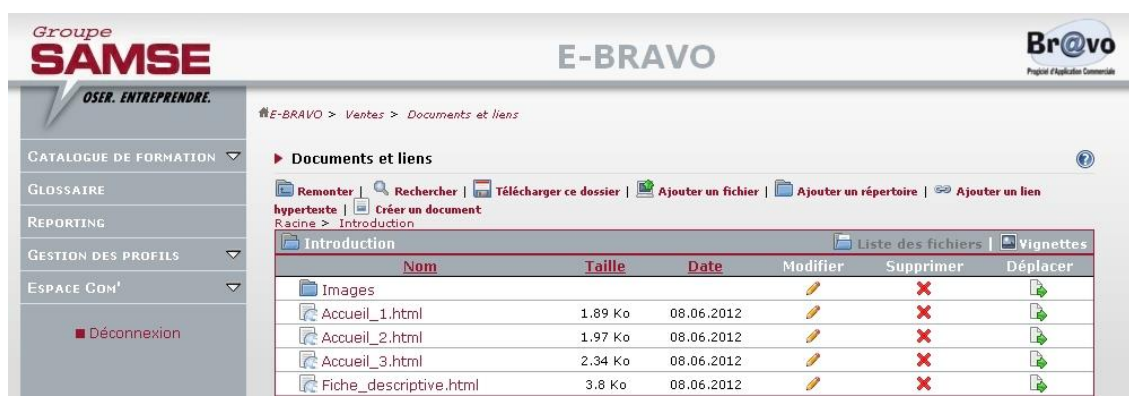 Groupe
SAMSE
OSER. ENTREPRENDRE.
E-BRAVO
Br@vo
Progiciel d'Application Commerciale
E-BRAVO > Ventes > Documents et liens
CATALOGUE DE FORMATION
GLOSSAIRE
REPORTING
GESTION DES PROFILS
ESPACE COM'
Déconnexion
Documents et liens
Remonter | Rechercher | Télécharger ce dossier | Ajouter un fichier | Ajouter un répertoire | Ajouter un lien
hypertexte | Créer un document
Racine > Introduction
Introduction Liste des fichiers | Vignettes
Nom Taille Date Modifier Supprimer Déplacer
Images
Accueil_1.html 1.89 Ko 08.06.2012
Accueil_2.html 1.97 Ko 08.06.2012
Accueil_3.html 2.34 Ko 08.06.2012
Fiche_descriptive.html 3.8 Ko 08.06.2012